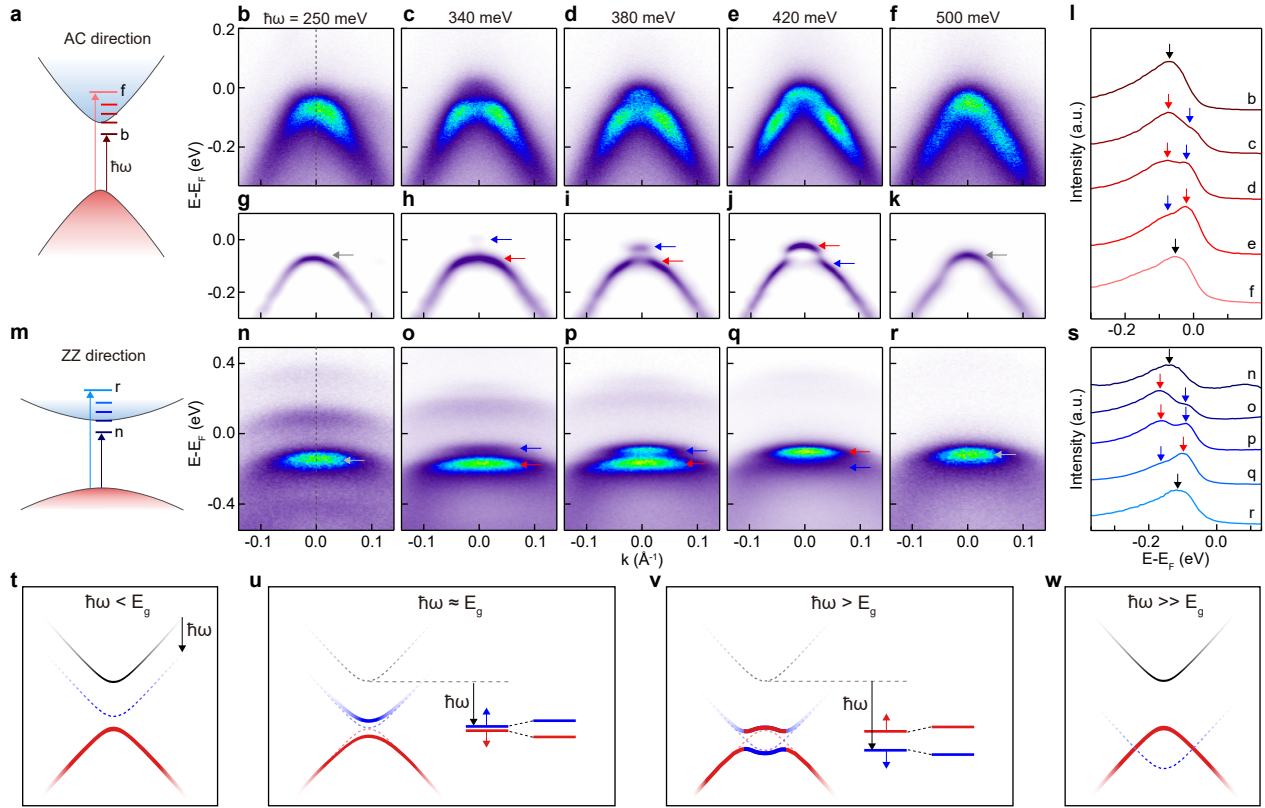 a
AC direction
f
b
ħω
b
ħω = 250 meV
c
340 meV
d
380 meV
e
420 meV
f
500 meV
0.2
0.0
-0.2
E-E_F (eV)
g
h
i
j
k
0.0
-0.2
l
b
c
d
e
f
Intensity (a.u.)
-0.2
0.0
m
ZZ direction
r
n
n
o
p
q
r
0.4
0.0
-0.4
E-E_F (eV)
-0.1
0.0
0.1
-0.1
0.0
0.1
-0.1
0.0
0.1
-0.1
0.0
0.1
-0.1
0.0
0.1
k (Å⁻¹)
s
n
o
p
q
r
Intensity (a.u.)
-0.2
0.0
E-E_F (eV)
t
ħω < E_g
ħω
u
ħω ≈ E_g
ħω
v
ħω > E_g
ħω
w
ħω >> E_g